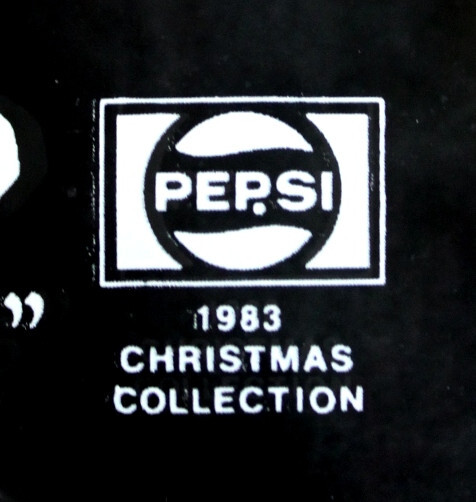 PEPSI
1983
CHRISTMAS
COLLECTION
”